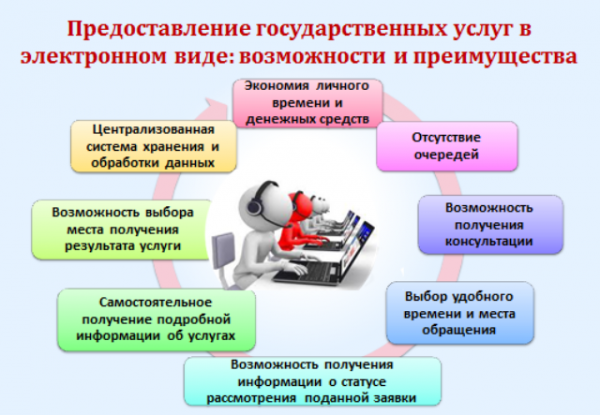 Предоставление государственных услуг в
электронном виде: возможности и преимущества
Экономия личного
времени и
денежных средств
Отсутствие
очередей
Возможность
получения
консультации
Выбор удобного
времени и места
обращения
Возможность получения
информации о статусе
рассмотрения поданной заявки
Самостоятельное
получение подробной
информации об услугах
Возможность выбора
места получения
результата услуги
Централизованная
система хранения и
обработки данных